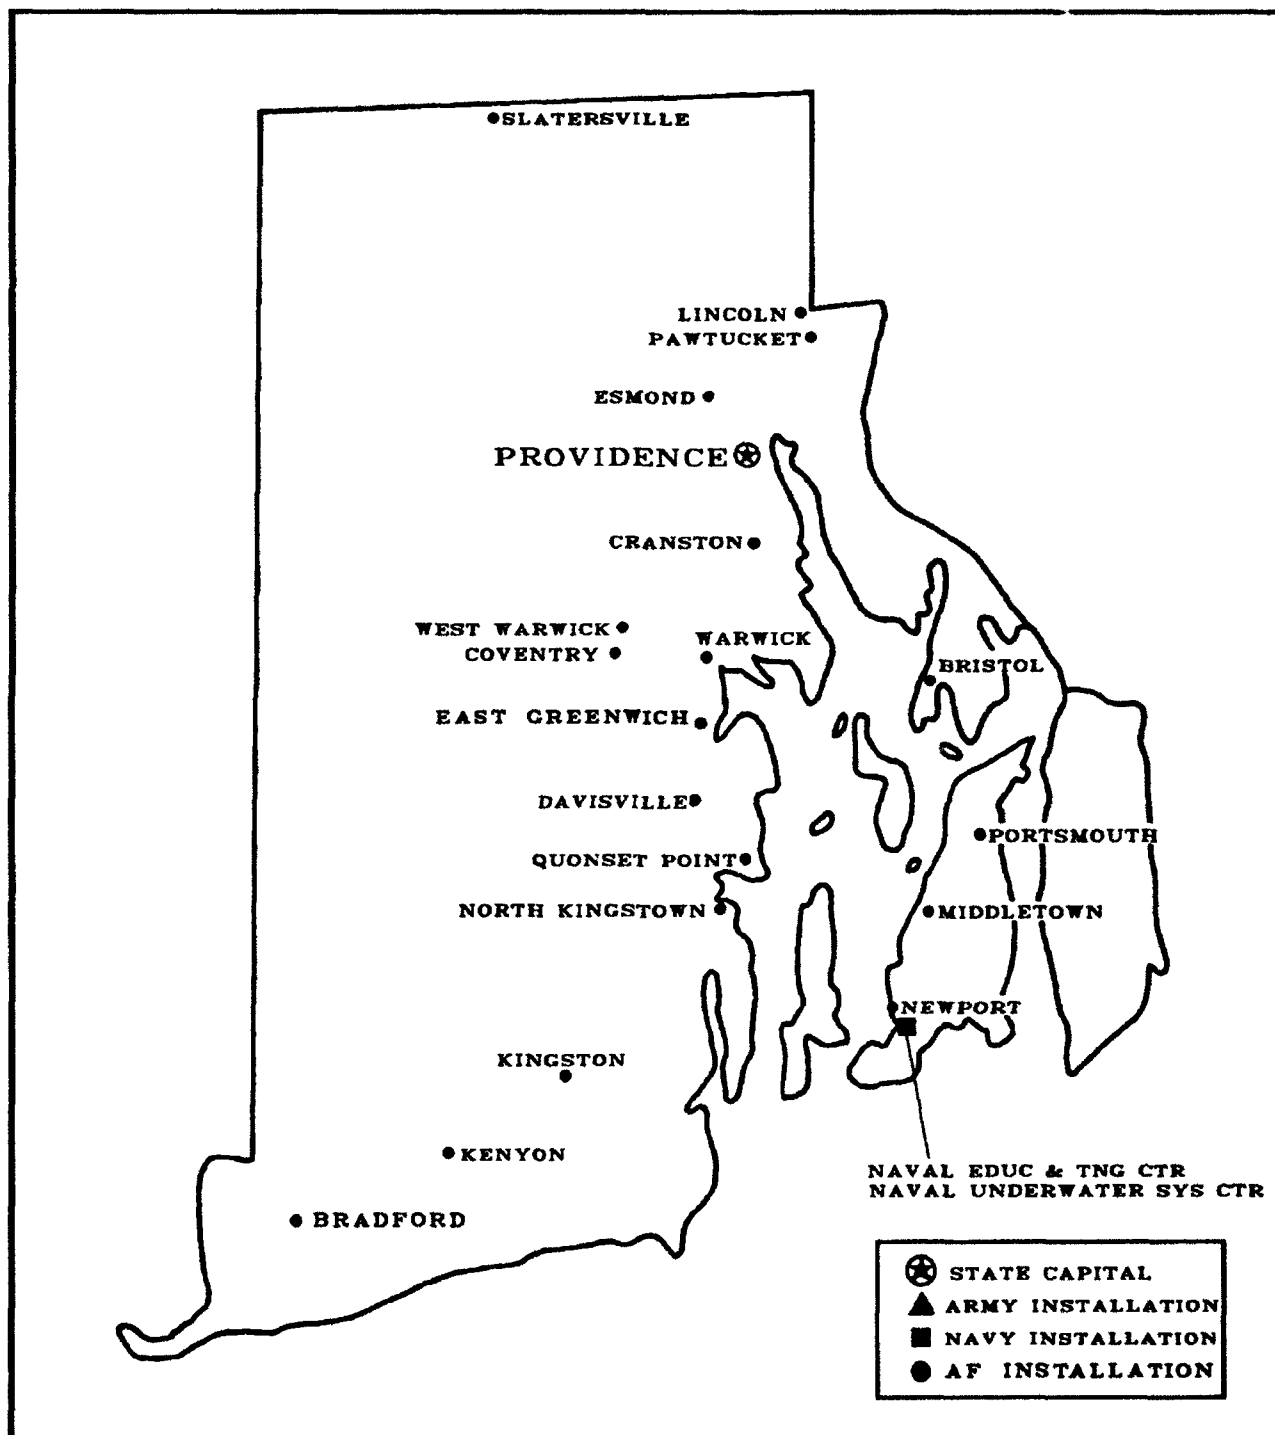 SLATERSVILLE
LINCOLN
PAWTUCKET
ESMOND
PROVIDENCE
CRANSTON
WEST WARWICK
WARWICK
COVENTRY
BRISTOL
EAST GREENWICH
DAVISVILLE
PORTSMOUTH
QUONSET POINT
NORTH KINGSTOWN
MIDDLETOWN
NEWPORT
KINGSTON
KENYON
NAVAL EDUC & TNG CTR
NAVAL UNDERWATER SYS CTR
BRADFORD
STATE CAPITAL
ARMY INSTALLATION
NAVY INSTALLATION
AF INSTALLATION